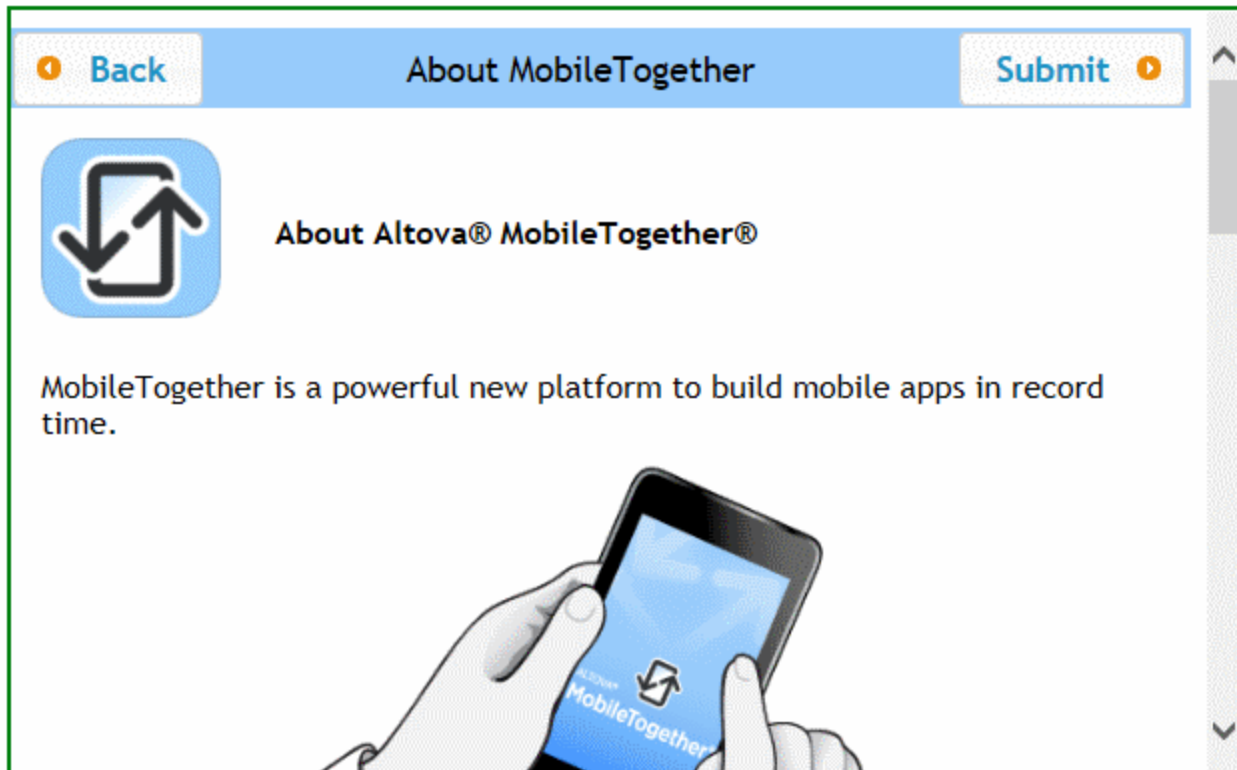 Back
About MobileTogether
Submit
About Altova® MobileTogether®
MobileTogether is a powerful new platform to build mobile apps in record
time.
ALTOVA®
MobileTogether®